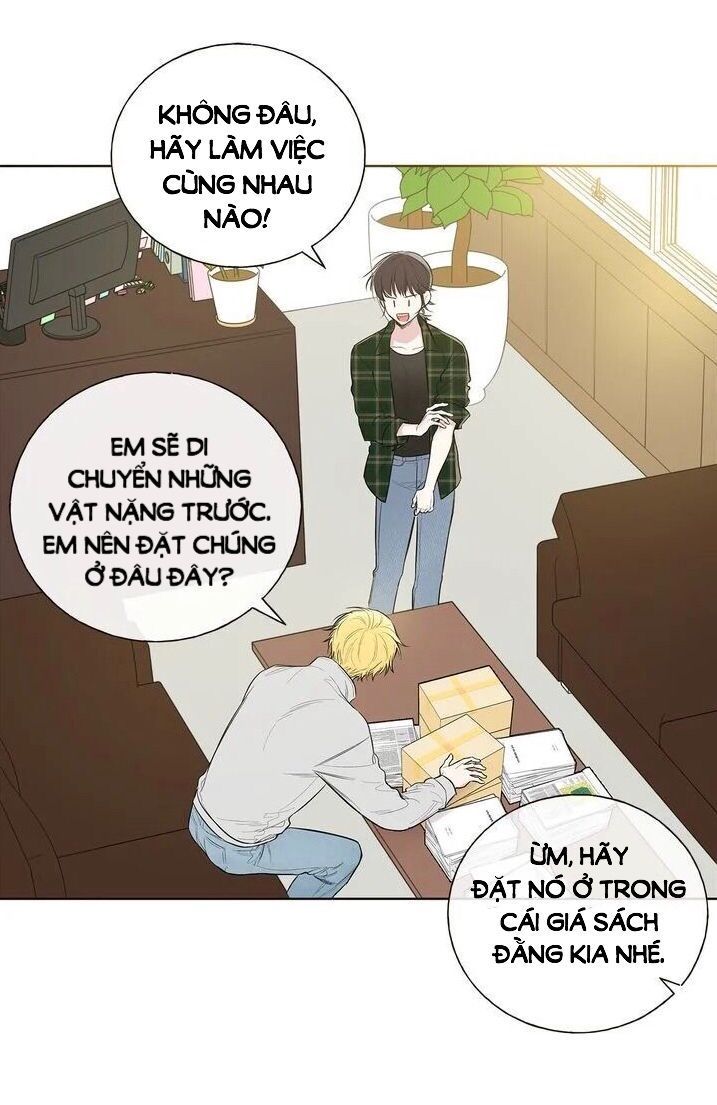 KHÔNG ĐÂU,
HÃY LÀM VIỆC
CÙNG NHAU
NÀO!
EM SẼ DI
CHUYỂN NHỮNG
VẬT NẶNG TRƯỚC.
EM NÊN ĐẶT CHÚNG
Ở ĐÂU ĐÂY?
ỪM, HÃY
ĐẶT NÓ Ở TRONG
CÁI GIÁ SÁCH
ĐẰNG KIA NHÉ.